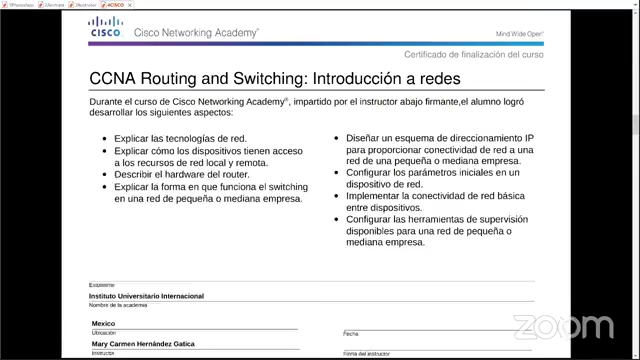 1Photoshop 2Animate 3Illustrator 4CISCO
CISCO
Cisco Networking Academy®
Mind Wide Open®
Certificado de finalización del curso
CCNA Routing and Switching: Introducción a redes
Durante el curso de Cisco Networking Academy®, impartido por el instructor abajo firmante,el alumno logró
desarrollar los siguientes aspectos:
• Explicar las tecnologías de red.
• Explicar cómo los dispositivos tienen acceso
a los recursos de red local y remota.
• Describir el hardware del router.
• Explicar la forma en que funciona el switching
en una red de pequeña o mediana empresa.
• Diseñar un esquema de direccionamiento IP
para proporcionar conectividad de red a una
red de una pequeña o mediana empresa.
• Configurar los parámetros iniciales en un
dispositivo de red.
• Implementar la conectividad de red básica
entre dispositivos.
• Configurar las herramientas de supervisión
disponibles para una red de pequeña o
mediana empresa.
Estudiante
Instituto Universitario Internacional
Nombre de la academia
Mexico
Ubicación
Fecha
Mary Carmen Hernández Gatica
Instructor
Firma del instructor
zoom